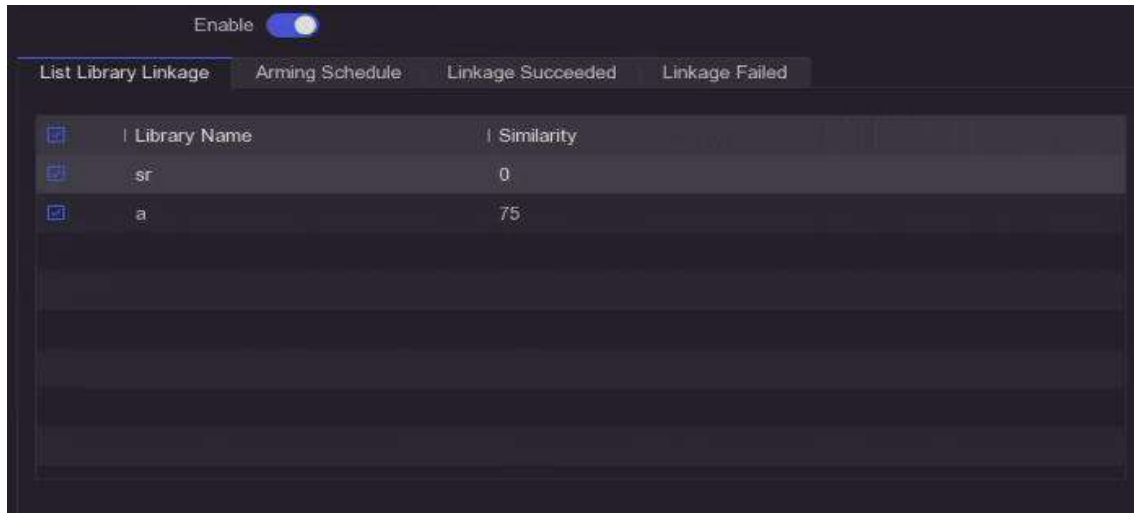 Enable
List Library Linkage Arming Schedule Linkage Succeeded Linkage Failed
Library Name Similarity
sr 0
a 75